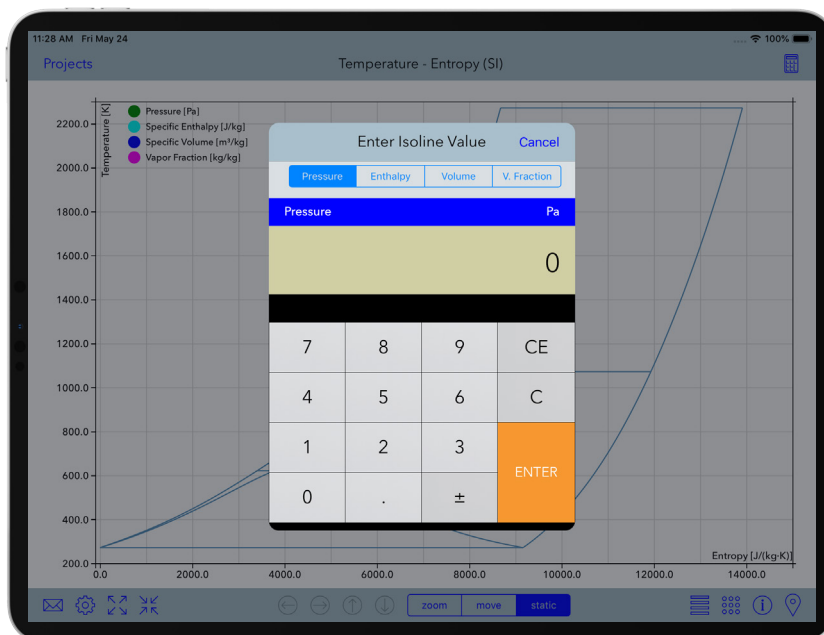 11:28 AM Fri May 24
100%
Projects
Temperature - Entropy (SI)
Temperature [K]
Pressure [Pa]
Specific Enthalpy [J/kg]
Specific Volume [m³/kg]
Vapor Fraction [kg/kg]
Enter Isoline Value
Cancel
Pressure
Enthalpy
Volume
V. Fraction
Pressure
Pa
0
7 8 9 CE
4 5 6 C
1 2 3
ENTER
0 . ±
2200.0
2000.0
1800.0
1600.0
1400.0
1200.0
1000.0
800.0
600.0
400.0
200.0
Entropy [J/(kg·K)]
0.0 2000.0 4000.0 6000.0 8000.0 10000.0 12000.0 14000.0
zoom
move
static